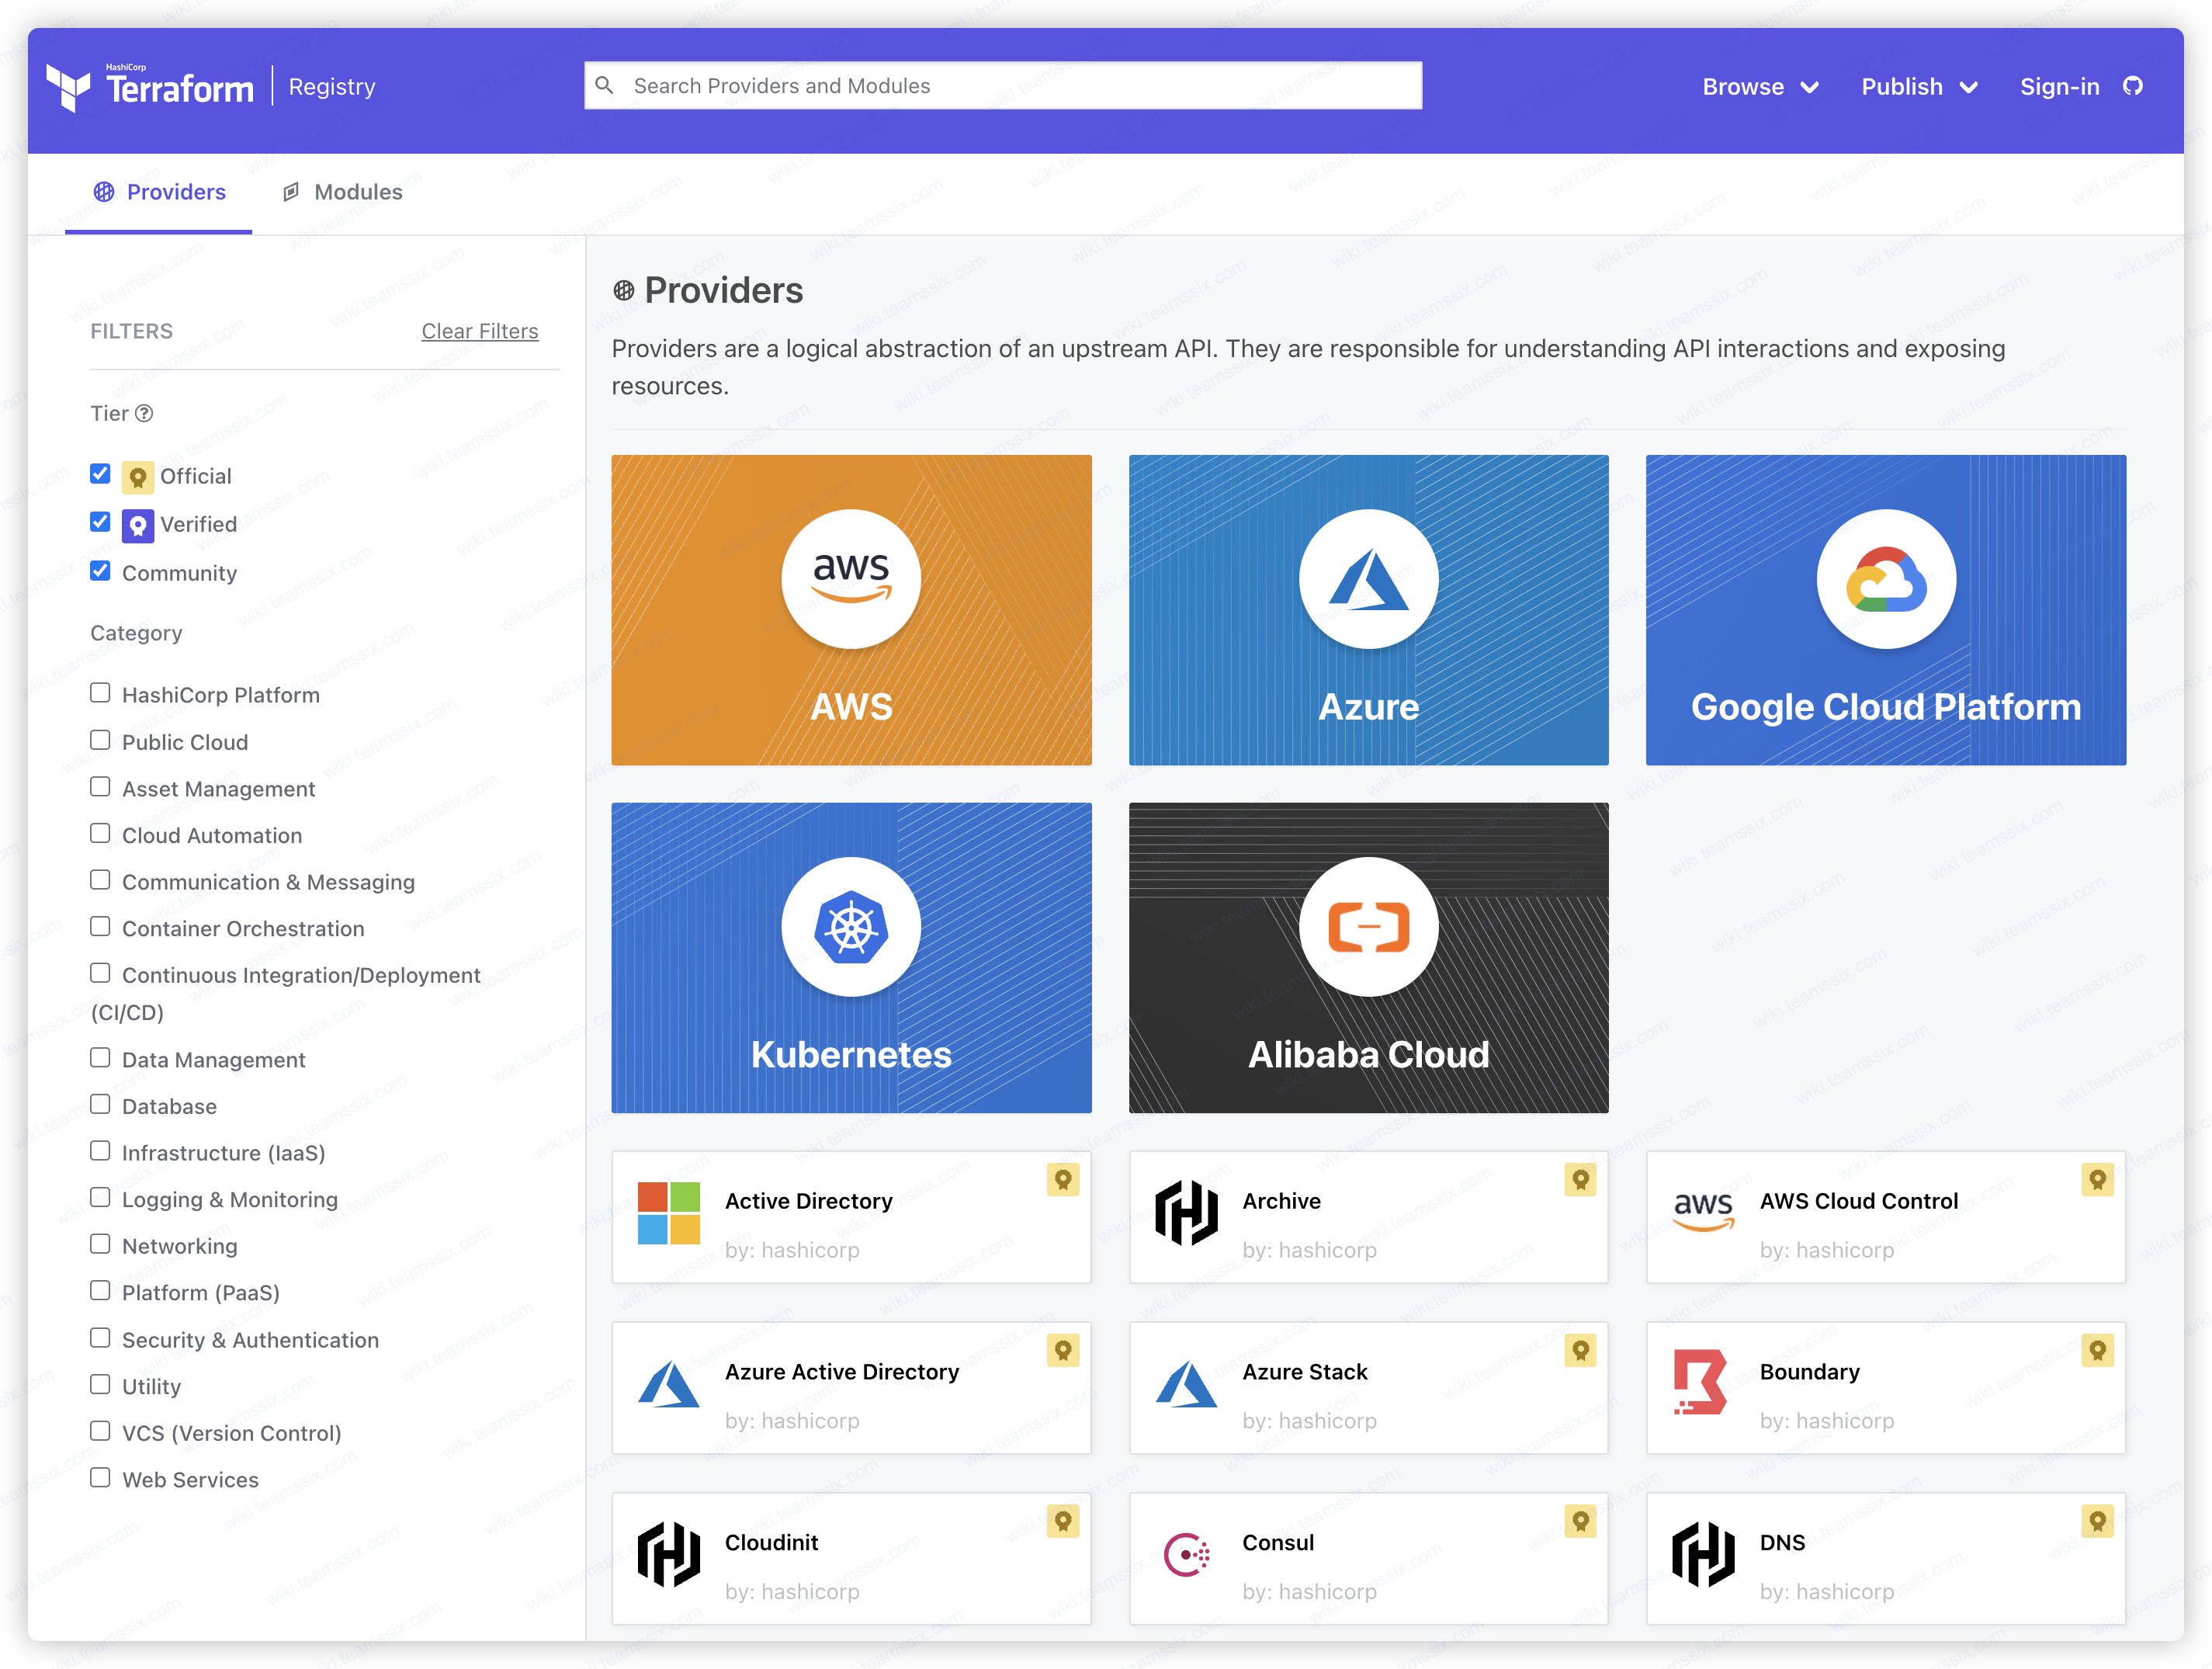 HashiCorp
Terraform
Registry
Search Providers and Modules
Browse
Publish
Sign-in
Providers
Modules
FILTERS
Clear Filters
Tier
Official
Verified
Community
Category
HashiCorp Platform
Public Cloud
Asset Management
Cloud Automation
Communication & Messaging
Container Orchestration
Continuous Integration/Deployment
(CI/CD)
Data Management
Database
Infrastructure (IaaS)
Logging & Monitoring
Networking
Platform (PaaS)
Security & Authentication
Utility
VCS (Version Control)
Web Services
Providers
Providers are a logical abstraction of an upstream API. They are responsible for understanding API interactions and exposing
resources.
aws
AWS
Azure
Google Cloud Platform
Kubernetes
Alibaba Cloud
Active Directory
by: hashicorp
Archive
by: hashicorp
aws
AWS Cloud Control
by: hashicorp
Azure Active Directory
by: hashicorp
Azure Stack
by: hashicorp
Boundary
by: hashicorp
Cloudinit
by: hashicorp
Consul
by: hashicorp
DNS
by: hashicorp
wiki.teamssix.com